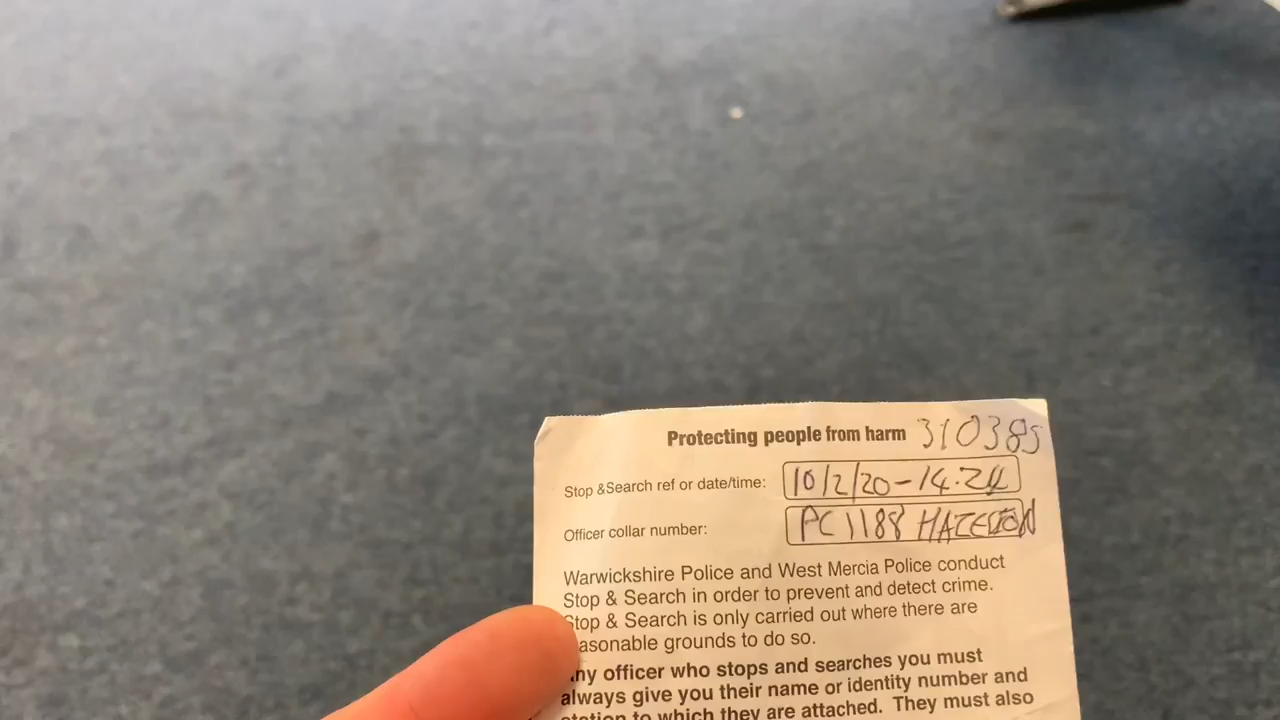 Protecting people from harm 310385
Stop &Search ref or date/time: 10/2/20-14.24
Officer collar number: PC 1188 HAZELTON
Warwickshire Police and West Mercia Police conduct
Stop & Search in order to prevent and detect crime.
Stop & Search is only carried out where there are
easonable grounds to do so.
ny officer who stops and searches you must
always give you their name or identity number and
station to which they are attached. They must also